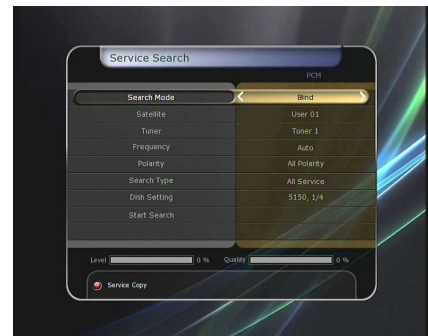 Service Search
PCM
Search Mode Blind
Satellite User 01
Tuner Tuner 1
Frequency Auto
Polarity All Polarity
Search Type All Service
Dish Setting 5150, 1/4
Start Search
Level 0 % Quality 0 %
Service Copy